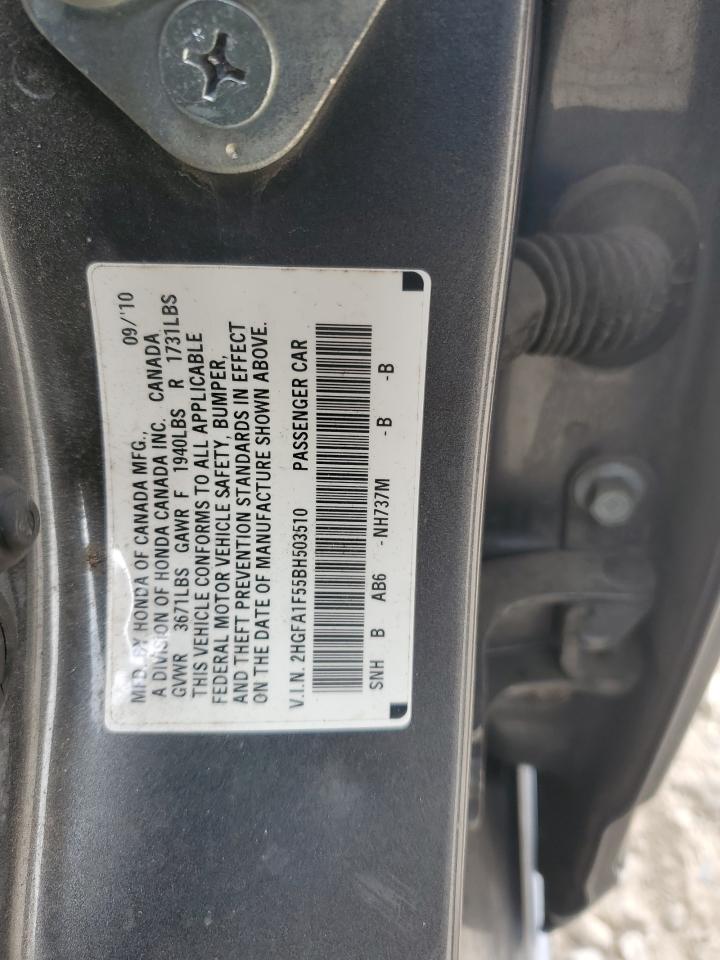 MFD. BY HONDA OF CANADA MFG., 09/'10
A DIVISION OF HONDA CANADA INC. CANADA
GVWR 3671LBS GAWR F 1940LBS R 1731LBS
THIS VEHICLE CONFORMS TO ALL APPLICABLE
FEDERAL MOTOR VEHICLE SAFETY, BUMPER,
AND THEFT PREVENTION STANDARDS IN EFFECT
ON THE DATE OF MANUFACTURE SHOWN ABOVE.
V.I.N. 2HGFA1F55BH503510 PASSENGER CAR
SNH B AB6 -NH737M -B -B